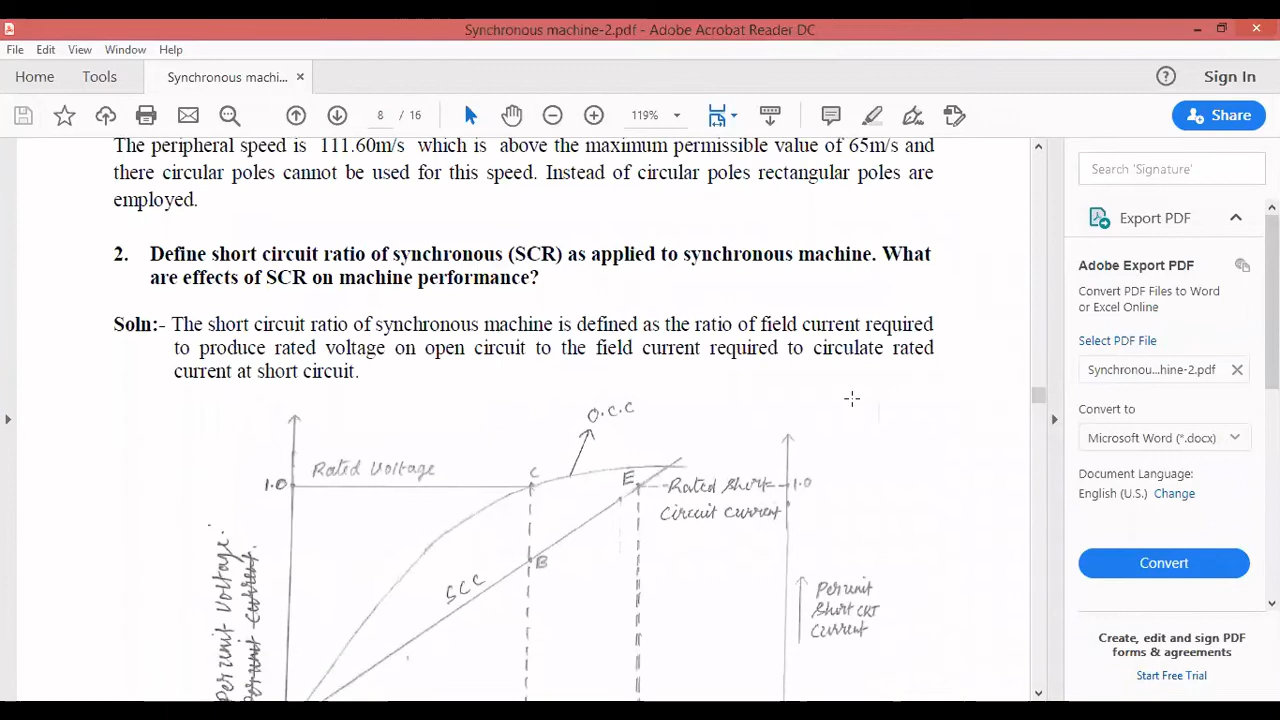 Synchronous machine-2.pdf - Adobe Acrobat Reader DC
File Edit View Window Help
Home Tools Synchronous machi... × Sign In
8 / 16 119% Share
The peripheral speed is 111.60m/s which is above the maximum permissible value of 65m/s and
there circular poles cannot be used for this speed. Instead of circular poles rectangular poles are
employed.
2. Define short circuit ratio of synchronous (SCR) as applied to synchronous machine. What
are effects of SCR on machine performance?
Soln:- The short circuit ratio of synchronous machine is defined as the ratio of field current required
to produce rated voltage on open circuit to the field current required to circulate rated
current at short circuit.
O.C.C
Rated Voltage
C
E
1.0
Rated Short
1.0
Circuit current
B
SCC
Per unit Voltage.
Per unit current.
Per unit
Short CKT
Current
Search 'Signature'
Export PDF
Adobe Export PDF
Convert PDF Files to Word
or Excel Online
Select PDF File
Synchronou...hine-2.pdf ×
Convert to
Microsoft Word (*.docx)
Document Language:
English (U.S.) Change
Convert
Create, edit and sign PDF
forms & agreements
Start Free Trial